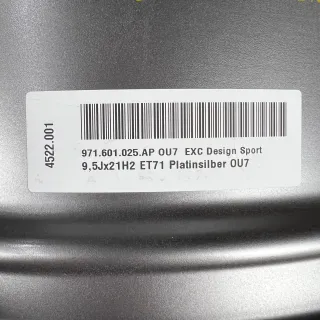 4522.001
971.601.025.AP OU7 EXC Design Sport
9,5Jx21H2 ET71 Platinsilber OU7